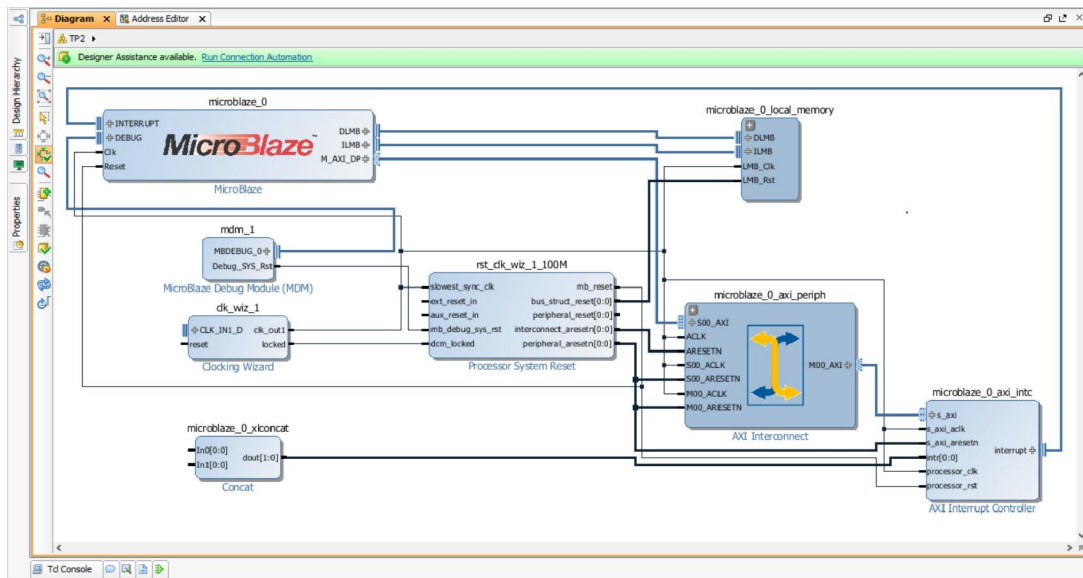 Diagram
Address Editor
TP2
Designer Assistance available. Run Connection Automation
Design Hierarchy
Properties
microblaze_0
INTERRUPT
DEBUG
Clk
Reset
MicroBlaze™
DLMB
ILMB
M_AXI_DP
MicroBlaze
microblaze_0_local_memory
DLMB
ILMB
LMB_Clk
LMB_Rst
mdm_1
MBDEBUG_0
Debug_SYS_Rst
MicroBlaze Debug Module (MDM)
clk_wiz_1
CLK_IN1_D
reset
clk_out1
locked
Clocking Wizard
rst_clk_wiz_1_100M
slowest_sync_clk
ext_reset_in
aux_reset_in
mb_debug_sys_rst
dcm_locked
mb_reset
bus_struct_reset[0:0]
peripheral_reset[0:0]
interconnect_aresetn[0:0]
peripheral_aresetn[0:0]
Processor System Reset
microblaze_0_axi_periph
S00_AXI
ACLK
ARESETN
S00_ACLK
S00_ARESETN
M00_ACLK
M00_ARESETN
M00_AXI
AXI Interconnect
microblaze_0_xlconcat
In0[0:0]
In1[0:0]
dout[1:0]
Concat
microblaze_0_axi_intc
s_axi
s_axi_aclk
s_axi_aresetn
intr[0:0]
processor_clk
processor_rst
interrupt
AXI Interrupt Controller
Tcl Console